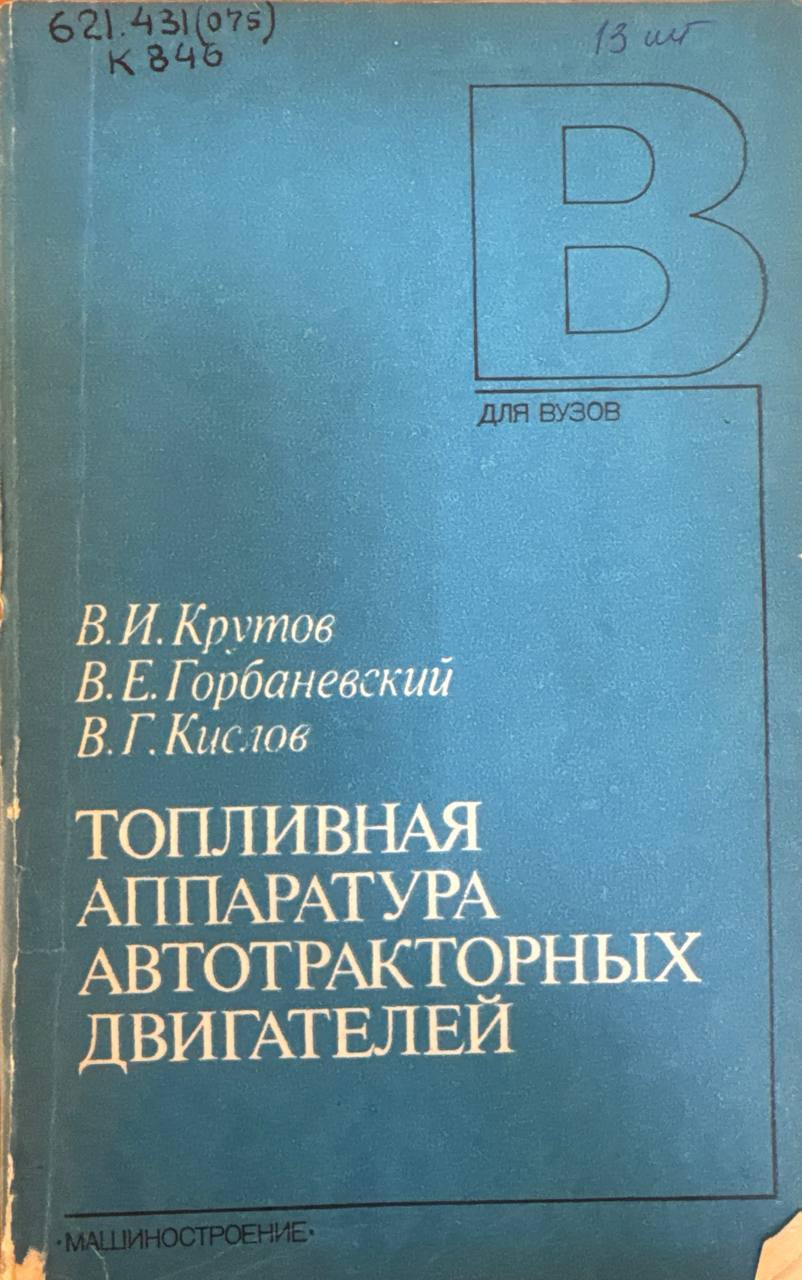 621.431(075)
К 846
13 шт
В
ДЛЯ ВУЗОВ
В. И. Крутов
В. Е. Горбаневский
В. Г. Кислов
ТОПЛИВНАЯ
АППАРАТУРА
АВТОТРАКТОРНЫХ
ДВИГАТЕЛЕЙ
·МАШИНОСТРОЕНИЕ·